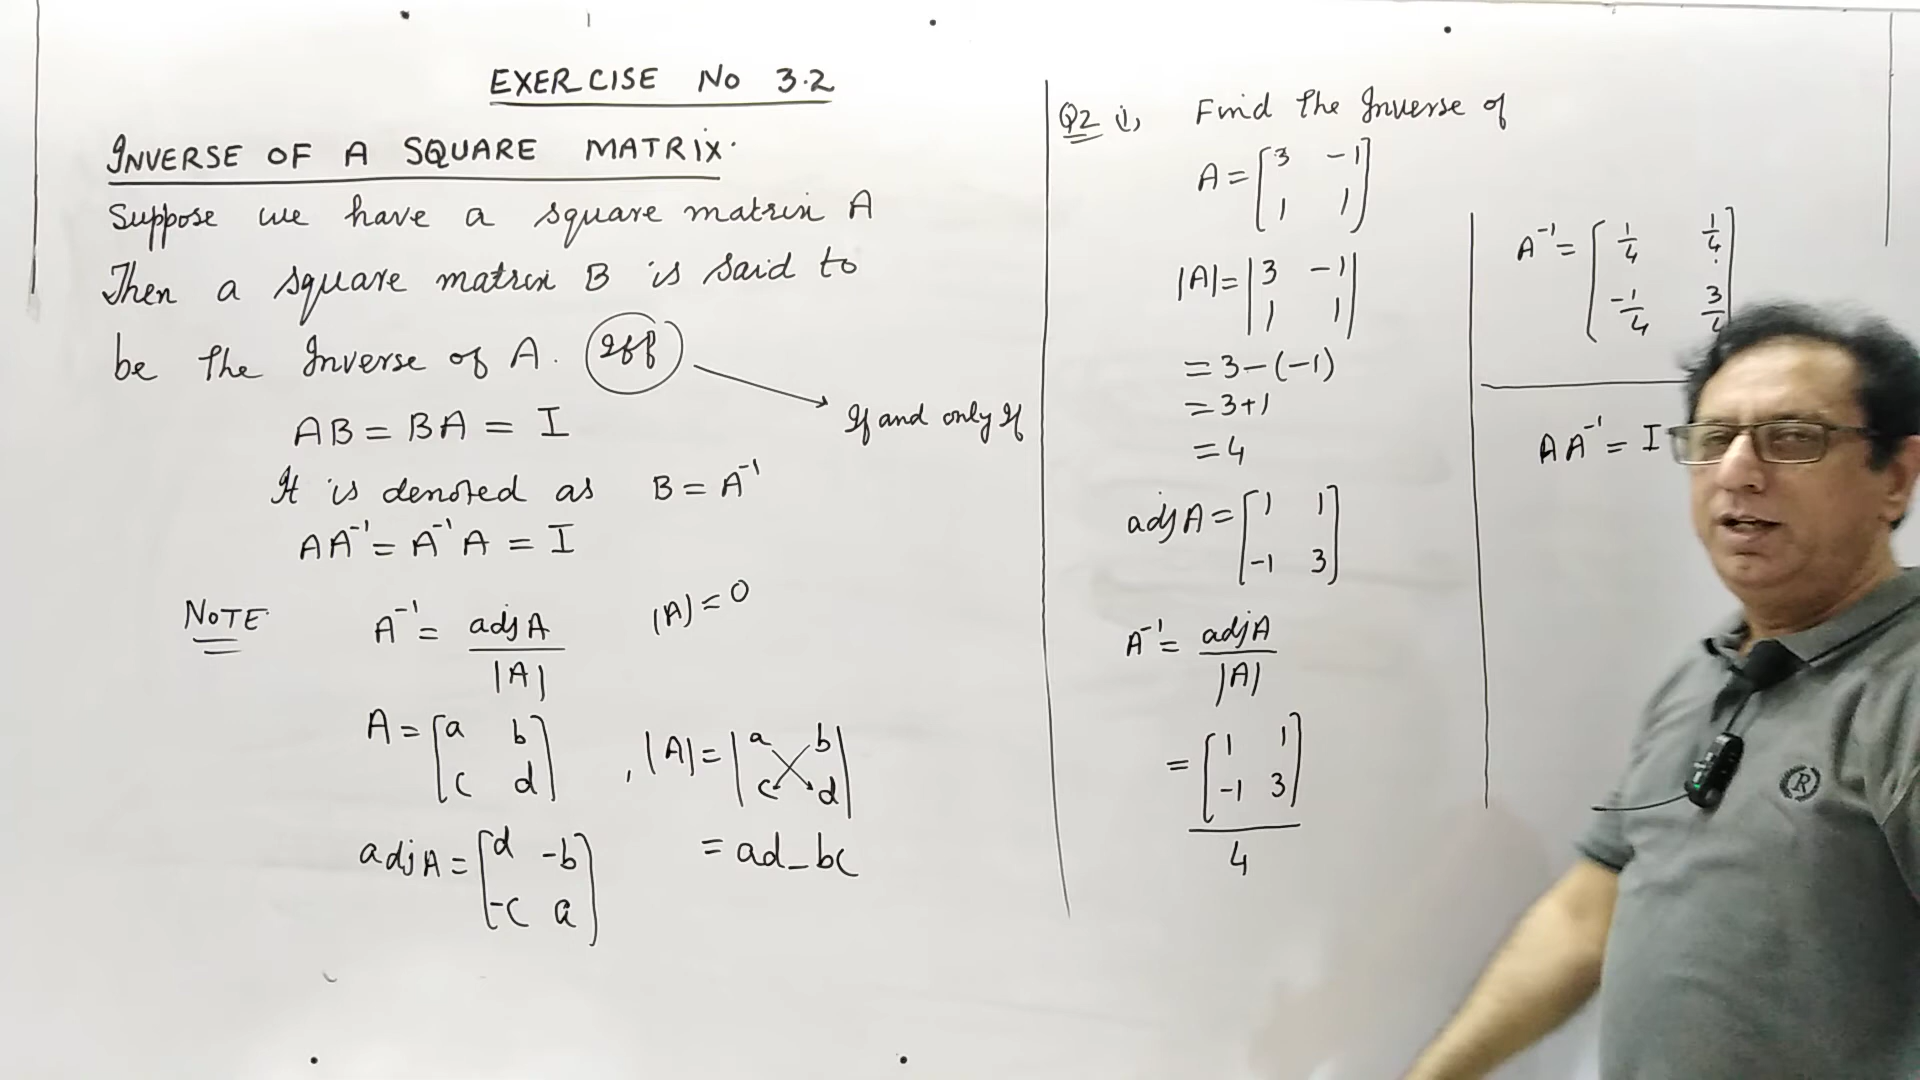 EXERCISE No 3.2
INVERSE OF A SQUARE MATRIX.
Suppose we have a square matrix A
Then a square matrix B is said to
be the Inverse of A. Iff
If and only If
AB = BA = I
It is denoted as B = A⁻¹
AA⁻¹ = A⁻¹A = I
NOTE A⁻¹ = adjA / |A| |A| = 0
A = [a b
c d] , |A| = |a b
c d|
adjA = [d -b
-c a] = ad - bc
Q2 i, Find the Inverse of
A = [3 -1
1 1]
|A| = |3 -1
1 1|
= 3-(-1)
= 3+1
= 4
adjA = [1 1
-1 3]
A⁻¹ = adjA
|A|
= [1 1
-1 3]
4
A⁻¹ = [1/4 1/4
-1/4 3/4]
AA⁻¹ = I
R